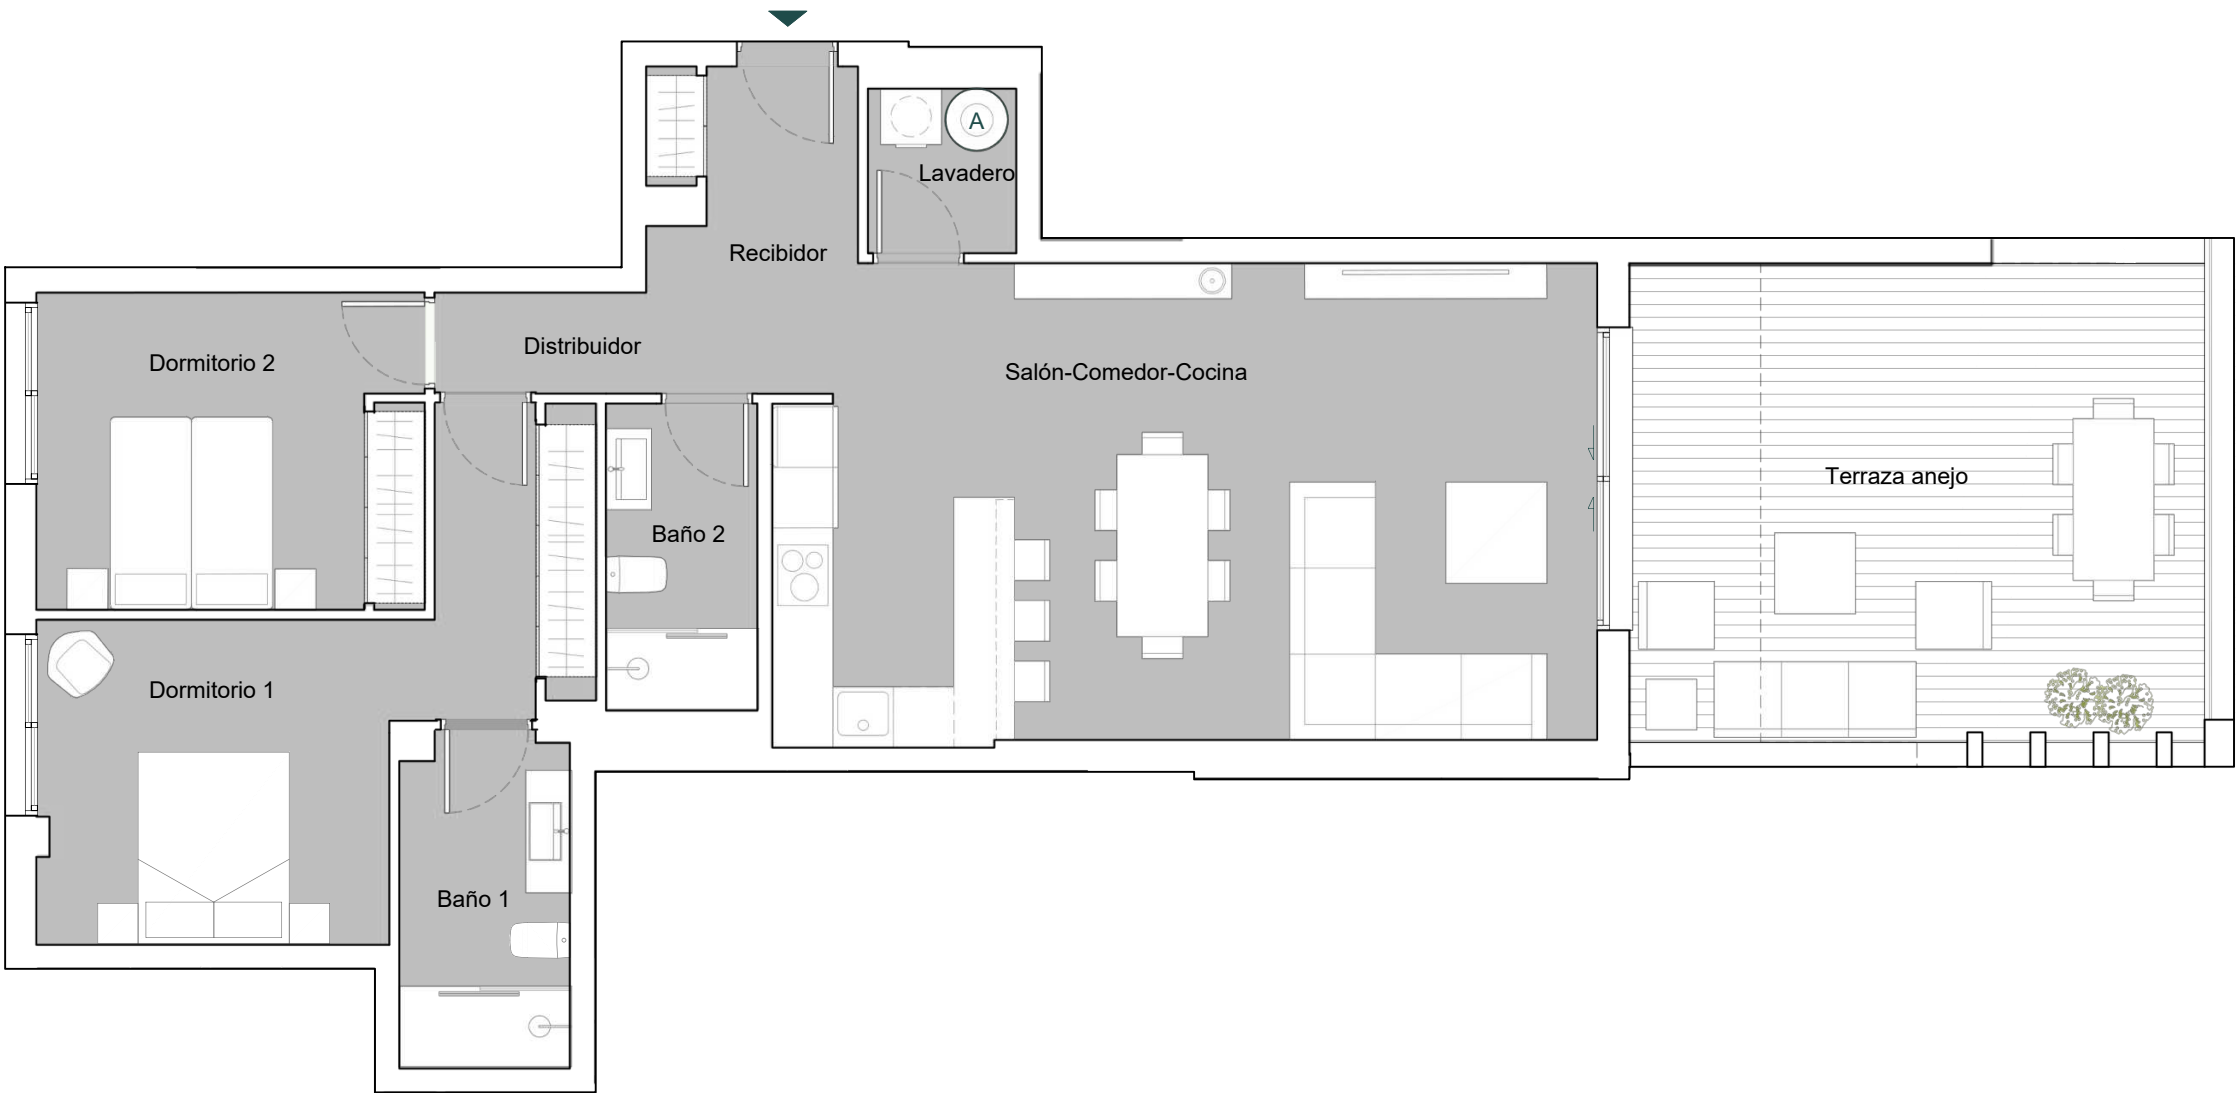 A
Lavadero
Recibidor
Distribuidor
Dormitorio 2
Salón-Comedor-Cocina
Terraza anejo
Baño 2
Dormitorio 1
Baño 1